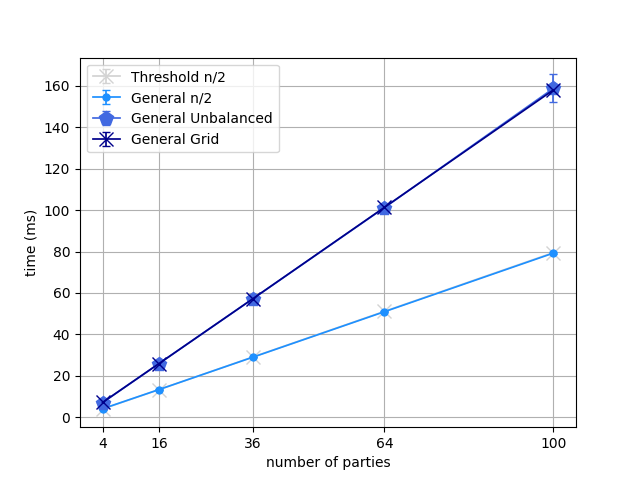 Threshold n/2
General n/2
General Unbalanced
General Grid
160
140
120
100
80
60
40
20
0
time (ms)
4 16 36 64 100
number of parties